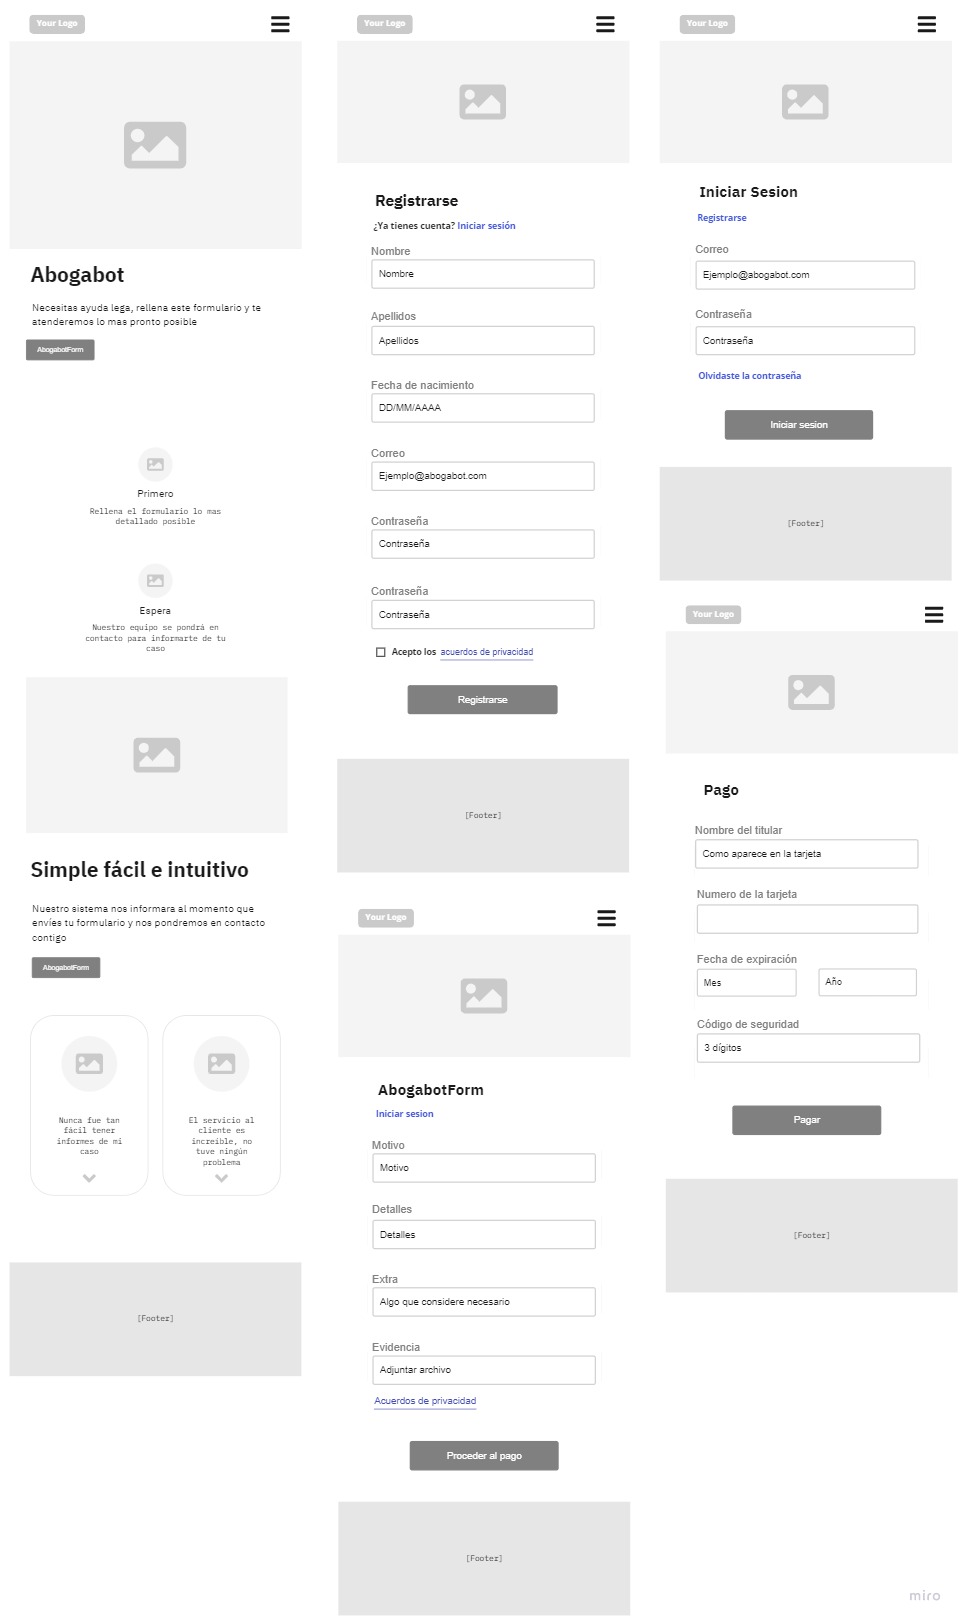 Your Logo
Abogabot
Necesitas ayuda lega, rellena este formulario y te
atenderemos lo mas pronto posible
AbogabotForm
Primero
Rellena el formulario lo mas
detallado posible
Espera
Nuestro equipo se pondrá en
contacto para informarte de tu
caso
Simple fácil e intuitivo
Nuestro sistema nos informara al momento que
envíes tu formulario y nos pondremos en contacto
contigo
AbogabotForm
Nunca fue tan
fácil tener
informes de mi
caso
El servicio al
cliente es
increible, no
tuve ningún
problema
[Footer]
Your Logo
Registrarse
¿Ya tienes cuenta? Iniciar sesión
Nombre
Nombre
Apellidos
Apellidos
Fecha de nacimiento
DD/MM/AAAA
Correo
Ejemplo@abogabot.com
Contraseña
Contraseña
Contraseña
Contraseña
Acepto los acuerdos de privacidad
Registrarse
[Footer]
Your Logo
AbogabotForm
Iniciar sesion
Motivo
Motivo
Detalles
Detalles
Extra
Algo que considere necesario
Evidencia
Adjuntar archivo
Acuerdos de privacidad
Proceder al pago
[Footer]
Your Logo
Iniciar Sesion
Registrarse
Correo
Ejemplo@abogabot.com
Contraseña
Contraseña
Olvidaste la contraseña
Iniciar sesion
[Footer]
Your Logo
Pago
Nombre del titular
Como aparece en la tarjeta
Numero de la tarjeta
Fecha de expiración
Mes Año
Código de seguridad
3 dígitos
Pagar
[Footer]
miro